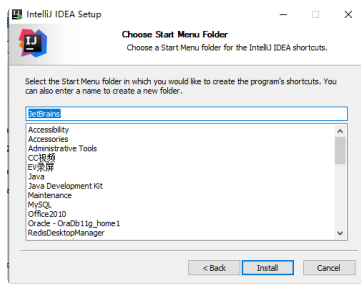 IntelliJ IDEA Setup
IJ
Choose Start Menu Folder
Choose a Start Menu folder for the IntelliJ IDEA shortcuts.
Select the Start Menu folder in which you would like to create the program's shortcuts. You
can also enter a name to create a new folder.
JetBrains
Accessibility
Accessories
Administrative Tools
CC视频
EV录屏
Java
Java Development Kit
Maintenance
MySQL
Office2010
Oracle - OraDb11g_home1
RedisDesktopManager
< Back
Install
Cancel